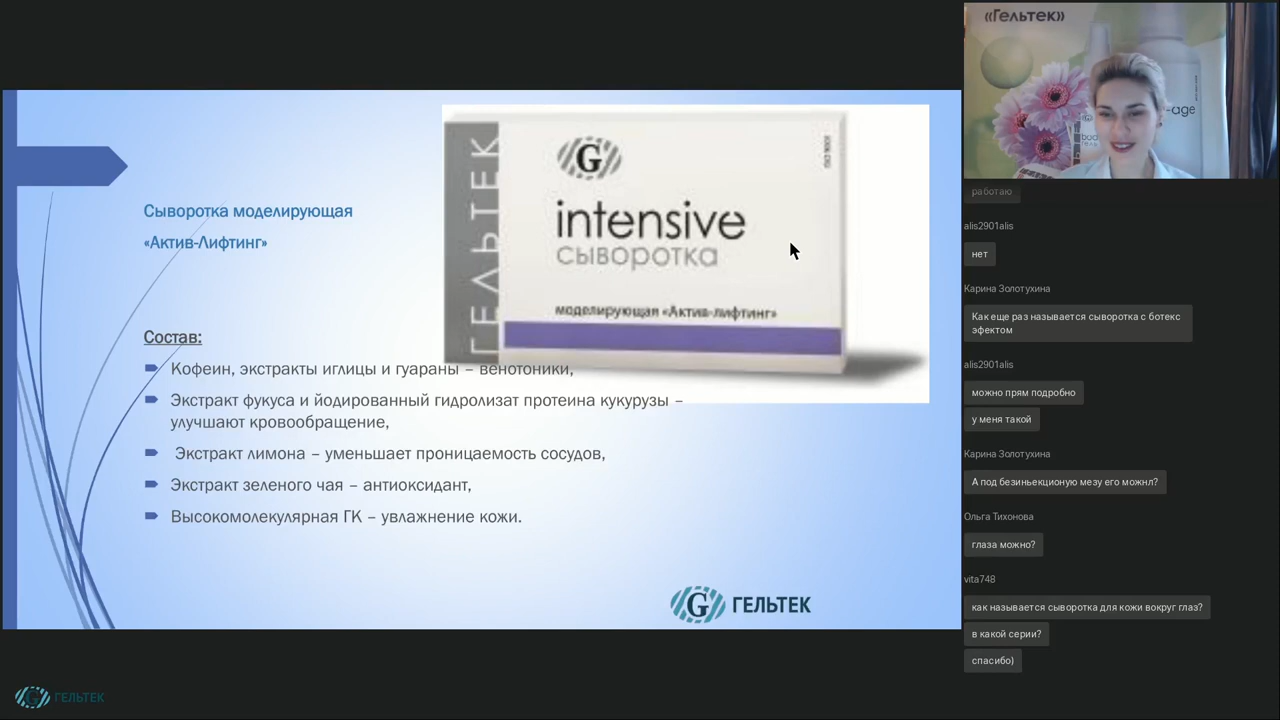 Сыворотка моделирующая
«Актив-Лифтинг»
Состав:
Кофеин, экстракты иглицы и гуараны – венотоники,
Экстракт фукуса и йодированный гидролизат протеина кукурузы –
улучшают кровообращение,
Экстракт лимона – уменьшает проницаемость сосудов,
Экстракт зеленого чая – антиоксидант,
Высокомолекулярная ГК – увлажнение кожи.
ГЕЛЬТЕК
G
intensive
сыворотка
моделирующая «Актив-лифтинг»
G ГЕЛЬТЕК
G ГЕЛЬТЕК
«Гельтек»
-age
работаю
alis2901alis
нет
Карина Золотухина
Как еще раз называется сыворотка с ботекс
эфектом
alis2901alis
можно прям подробно
у меня такой
Карина Золотухина
А под безиньекционую мезу его можнл?
Ольга Тихонова
глаза можно?
vita748
как называется сыворотка для кожи вокруг глаз?
в какой серии?
спасибо)